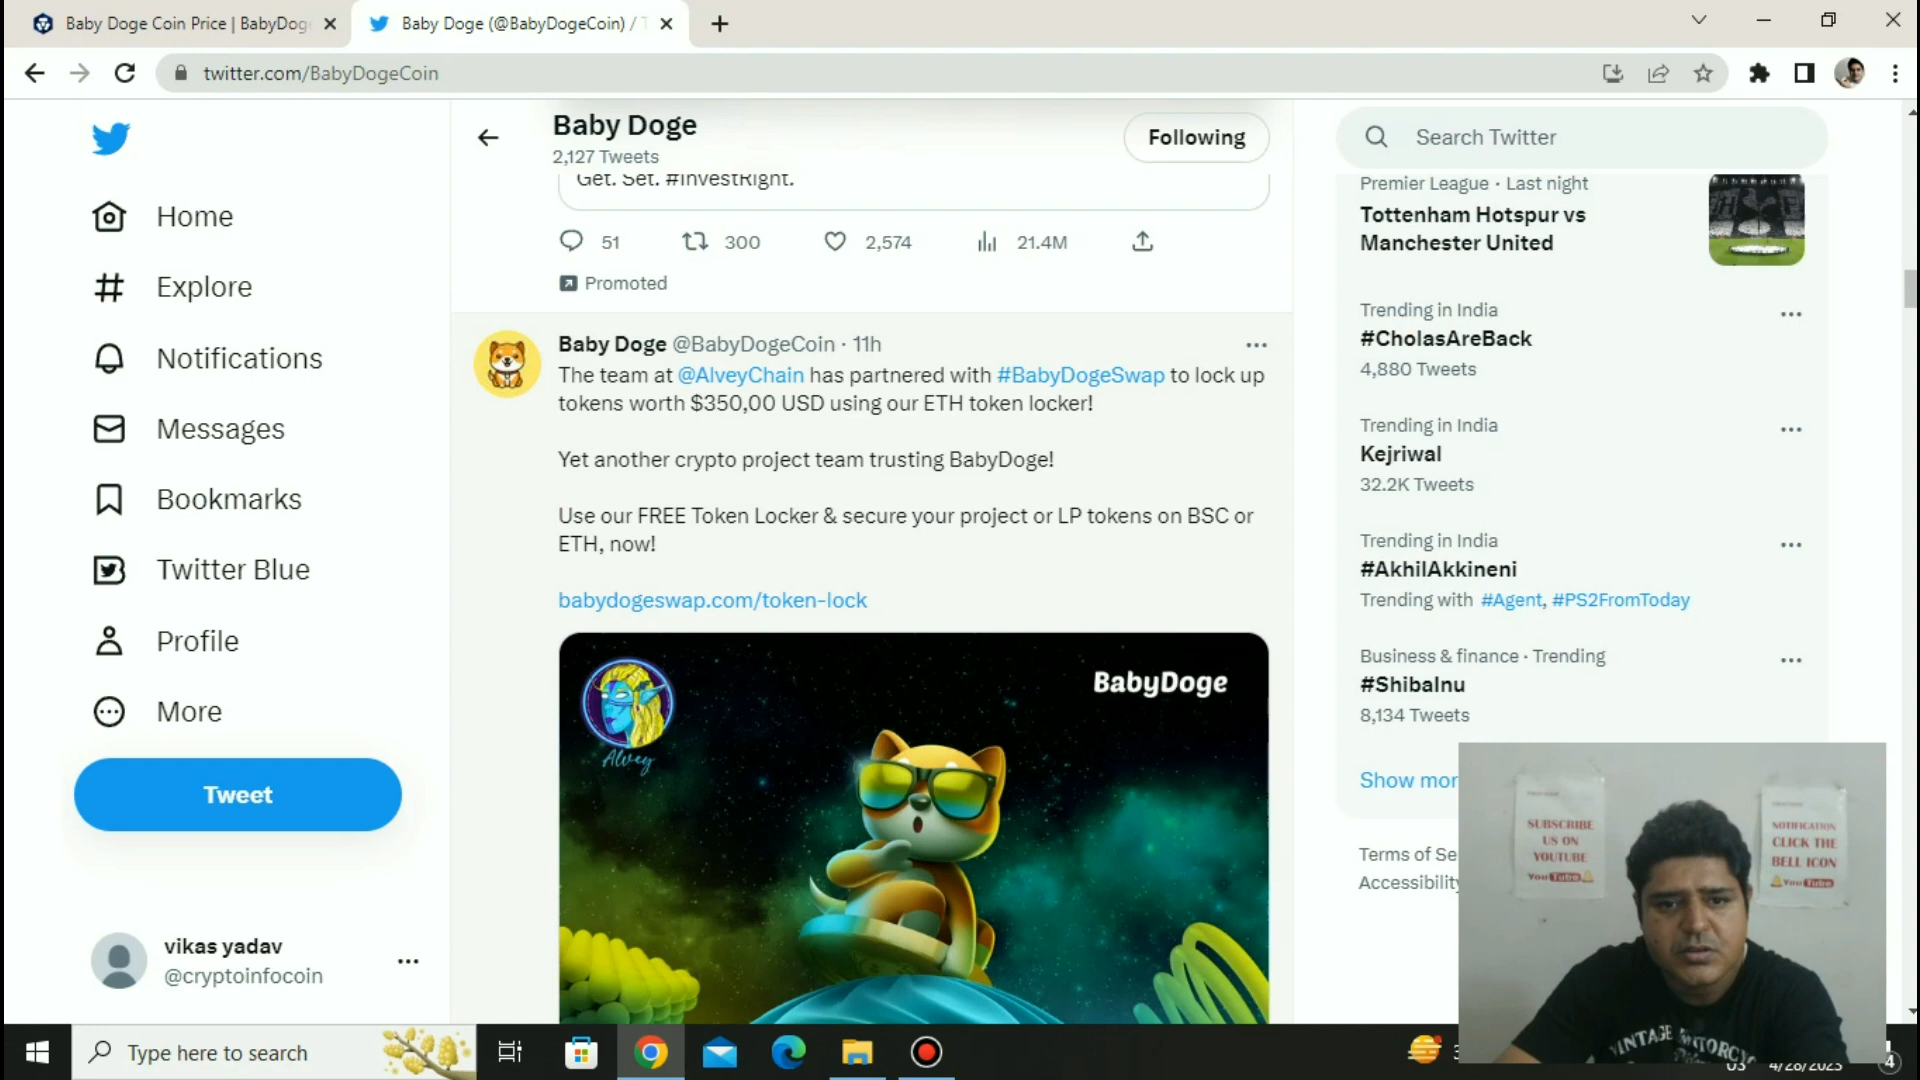 Baby Doge Coin Price | BabyDog
Baby Doge (@BabyDogeCoin) / T
twitter.com/BabyDogeCoin
Baby Doge
2,127 Tweets
Following
Search Twitter
Home
Explore
Notifications
Messages
Bookmarks
Twitter Blue
Profile
More
Tweet
vikas yadav
@cryptoinfocoin
Get. Set. #InvestRight.
51 300 2,574 21.4M
Promoted
Baby Doge @BabyDogeCoin · 11h
The team at @AlveyChain has partnered with #BabyDogeSwap to lock up
tokens worth $350,00 USD using our ETH token locker!
Yet another crypto project team trusting BabyDoge!
Use our FREE Token Locker & secure your project or LP tokens on BSC or
ETH, now!
babydogeswap.com/token-lock
Alvey
BabyDoge
Premier League · Last night
Tottenham Hotspur vs
Manchester United
Trending in India
#CholasAreBack
4,880 Tweets
Trending in India
Kejriwal
32.2K Tweets
Trending in India
#AkhilAkkineni
Trending with #Agent, #PS2FromToday
Business & finance · Trending
#ShibaInu
8,134 Tweets
Show mor
Terms of Se
Accessibility
SUBSCRIBE
US ON
YOUTUBE
YouTube
NOTIFICATION
CLICK THE
BELL ICON
YouTube
VINTAGE MOTORCY
Type here to search
4/28/2023
4